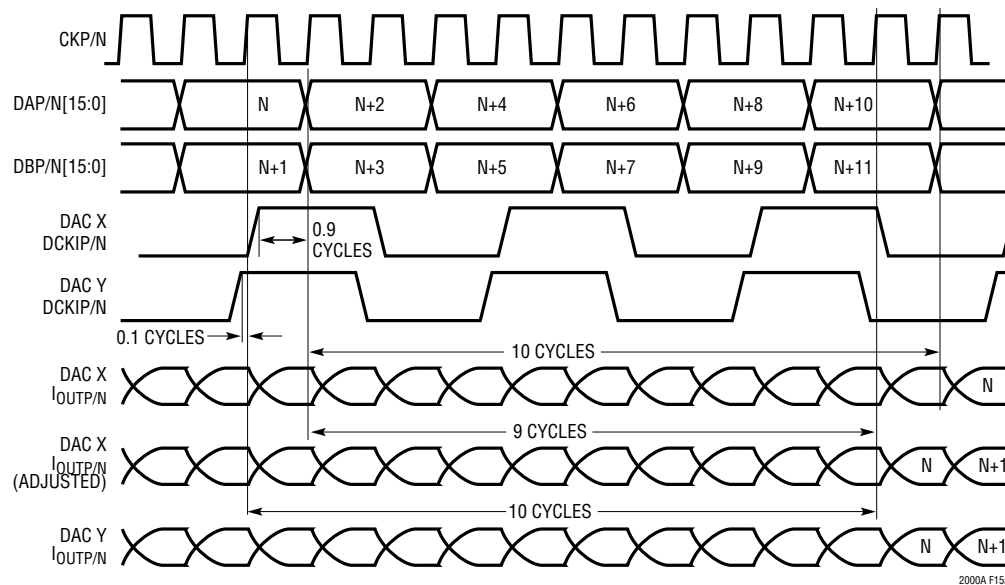 CKP/N
DAP/N[15:0] N N+2 N+4 N+6 N+8 N+10
DBP/N[15:0] N+1 N+3 N+5 N+7 N+9 N+11
DAC X
DCKIP/N
0.9
CYCLES
DAC Y
DCKIP/N
0.1 CYCLES
10 CYCLES
DAC X
IOUTP/N
N
9 CYCLES
DAC X
IOUTP/N
(ADJUSTED)
N N+1
10 CYCLES
DAC Y
IOUTP/N
N N+1
2000A F15